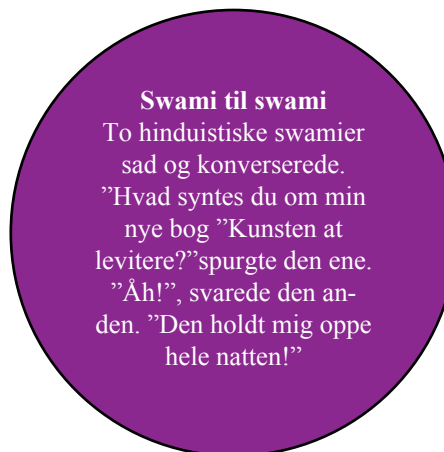 Swami til swami
To hinduistiske swamier
sad og konverserede.
”Hvad syntes du om min
nye bog ”Kunsten at
levitere?”spurgte den ene.
”Åh!”, svarede den an-
den. ”Den holdt mig oppe
hele natten!”